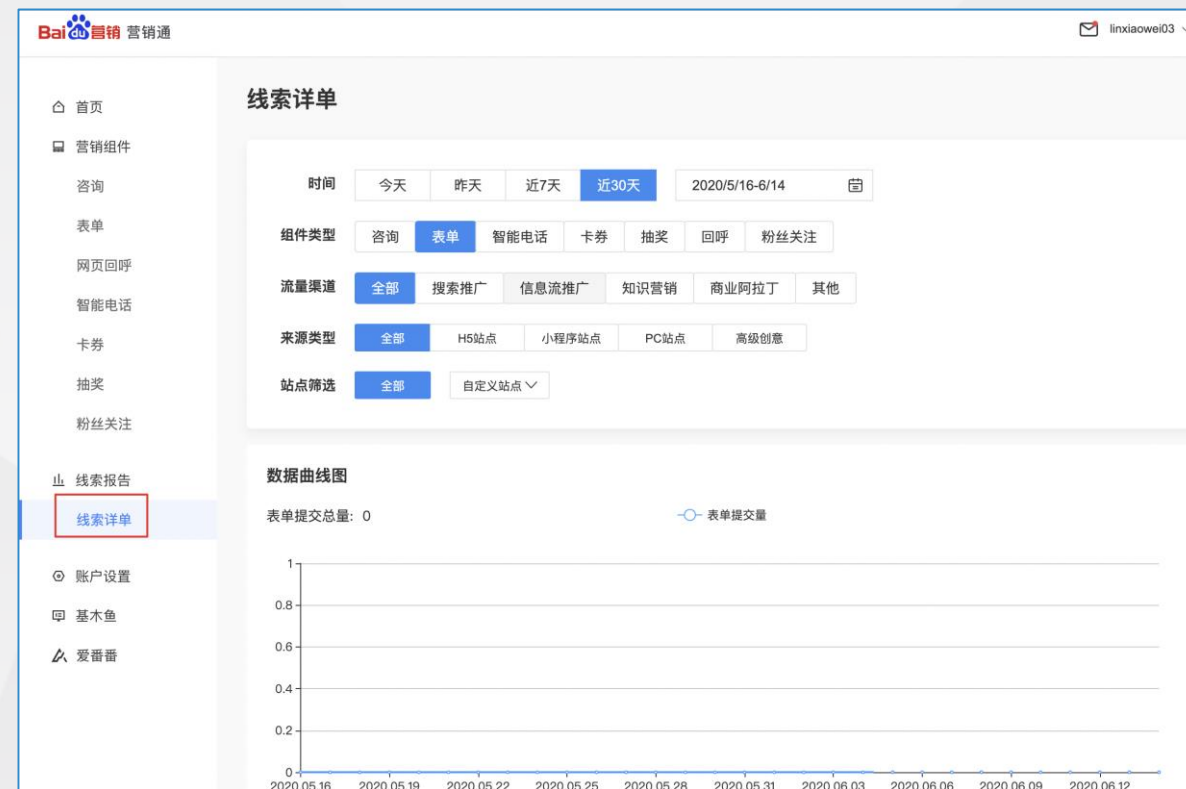 Bai du 营销 营销通
linxiaowei03
首页
营销组件
咨询
表单
网页回呼
智能电话
卡券
抽奖
粉丝关注
线索报告
线索详单
账户设置
基木鱼
爱番番
线索详单
时间 今天 昨天 近7天 近30天 2020/5/16-6/14
组件类型 咨询 表单 智能电话 卡券 抽奖 回呼 粉丝关注
流量渠道 全部 搜索推广 信息流推广 知识营销 商业阿拉丁 其他
来源类型 全部 H5站点 小程序站点 PC站点 高级创意
站点筛选 全部 自定义站点
数据曲线图
表单提交总量: 0 表单提交量
1
0.8
0.6
0.4
0.2
0
2020.05.16 2020.05.19 2020.05.22 2020.05.25 2020.05.28 2020.05.31 2020.06.03 2020.06.06 2020.06.09 2020.06.12